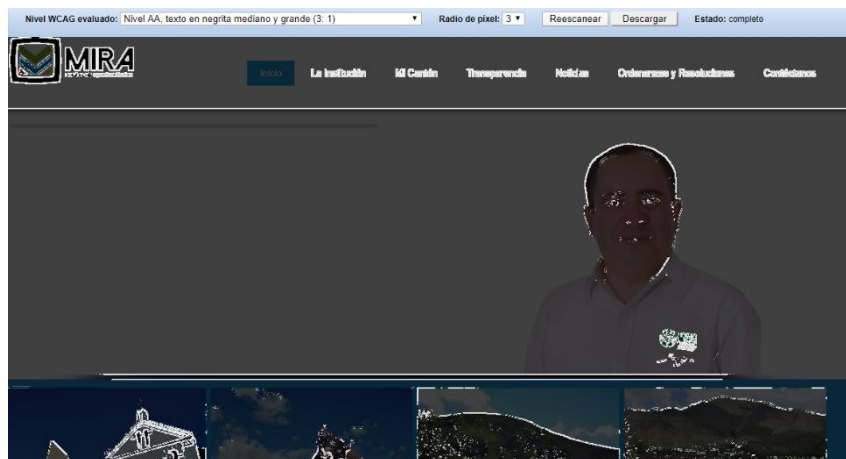 Nivel WCAG evaluado: Nivel AA, texto en negrita mediano y grande (3: 1) Radio de píxel: 3 Reescanear Descargar Estado: completo
MIRA
Inicio La Institución Mi Cantón Transparencia Noticias Ordenanzas y Resoluciones Contáctanos